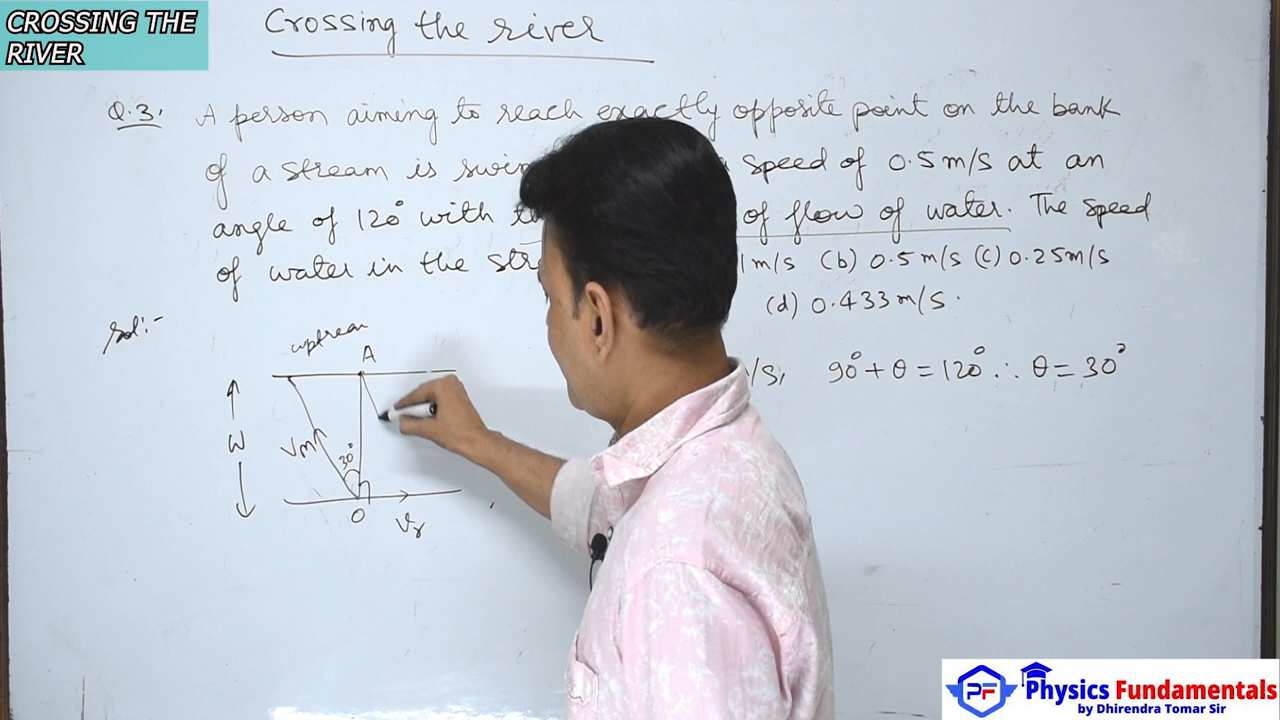 CROSSING THE
RIVER
Crossing the river
Q.3. A person aiming to reach exactly opposite point on the bank
of a stream is speed of 0.5 m/s at an
angle of 120° with of flow of water. The speed
of water in the m/s (b) 0.5 m/s (c) 0.25 m/s
(d) 0.433 m/s.
Sol:-
A
/s, 90° + θ = 120° ∴ θ = 30°
W
Vm
30°
O
Vr
PF Physics Fundamentals
by Dhirendra Tomar Sir